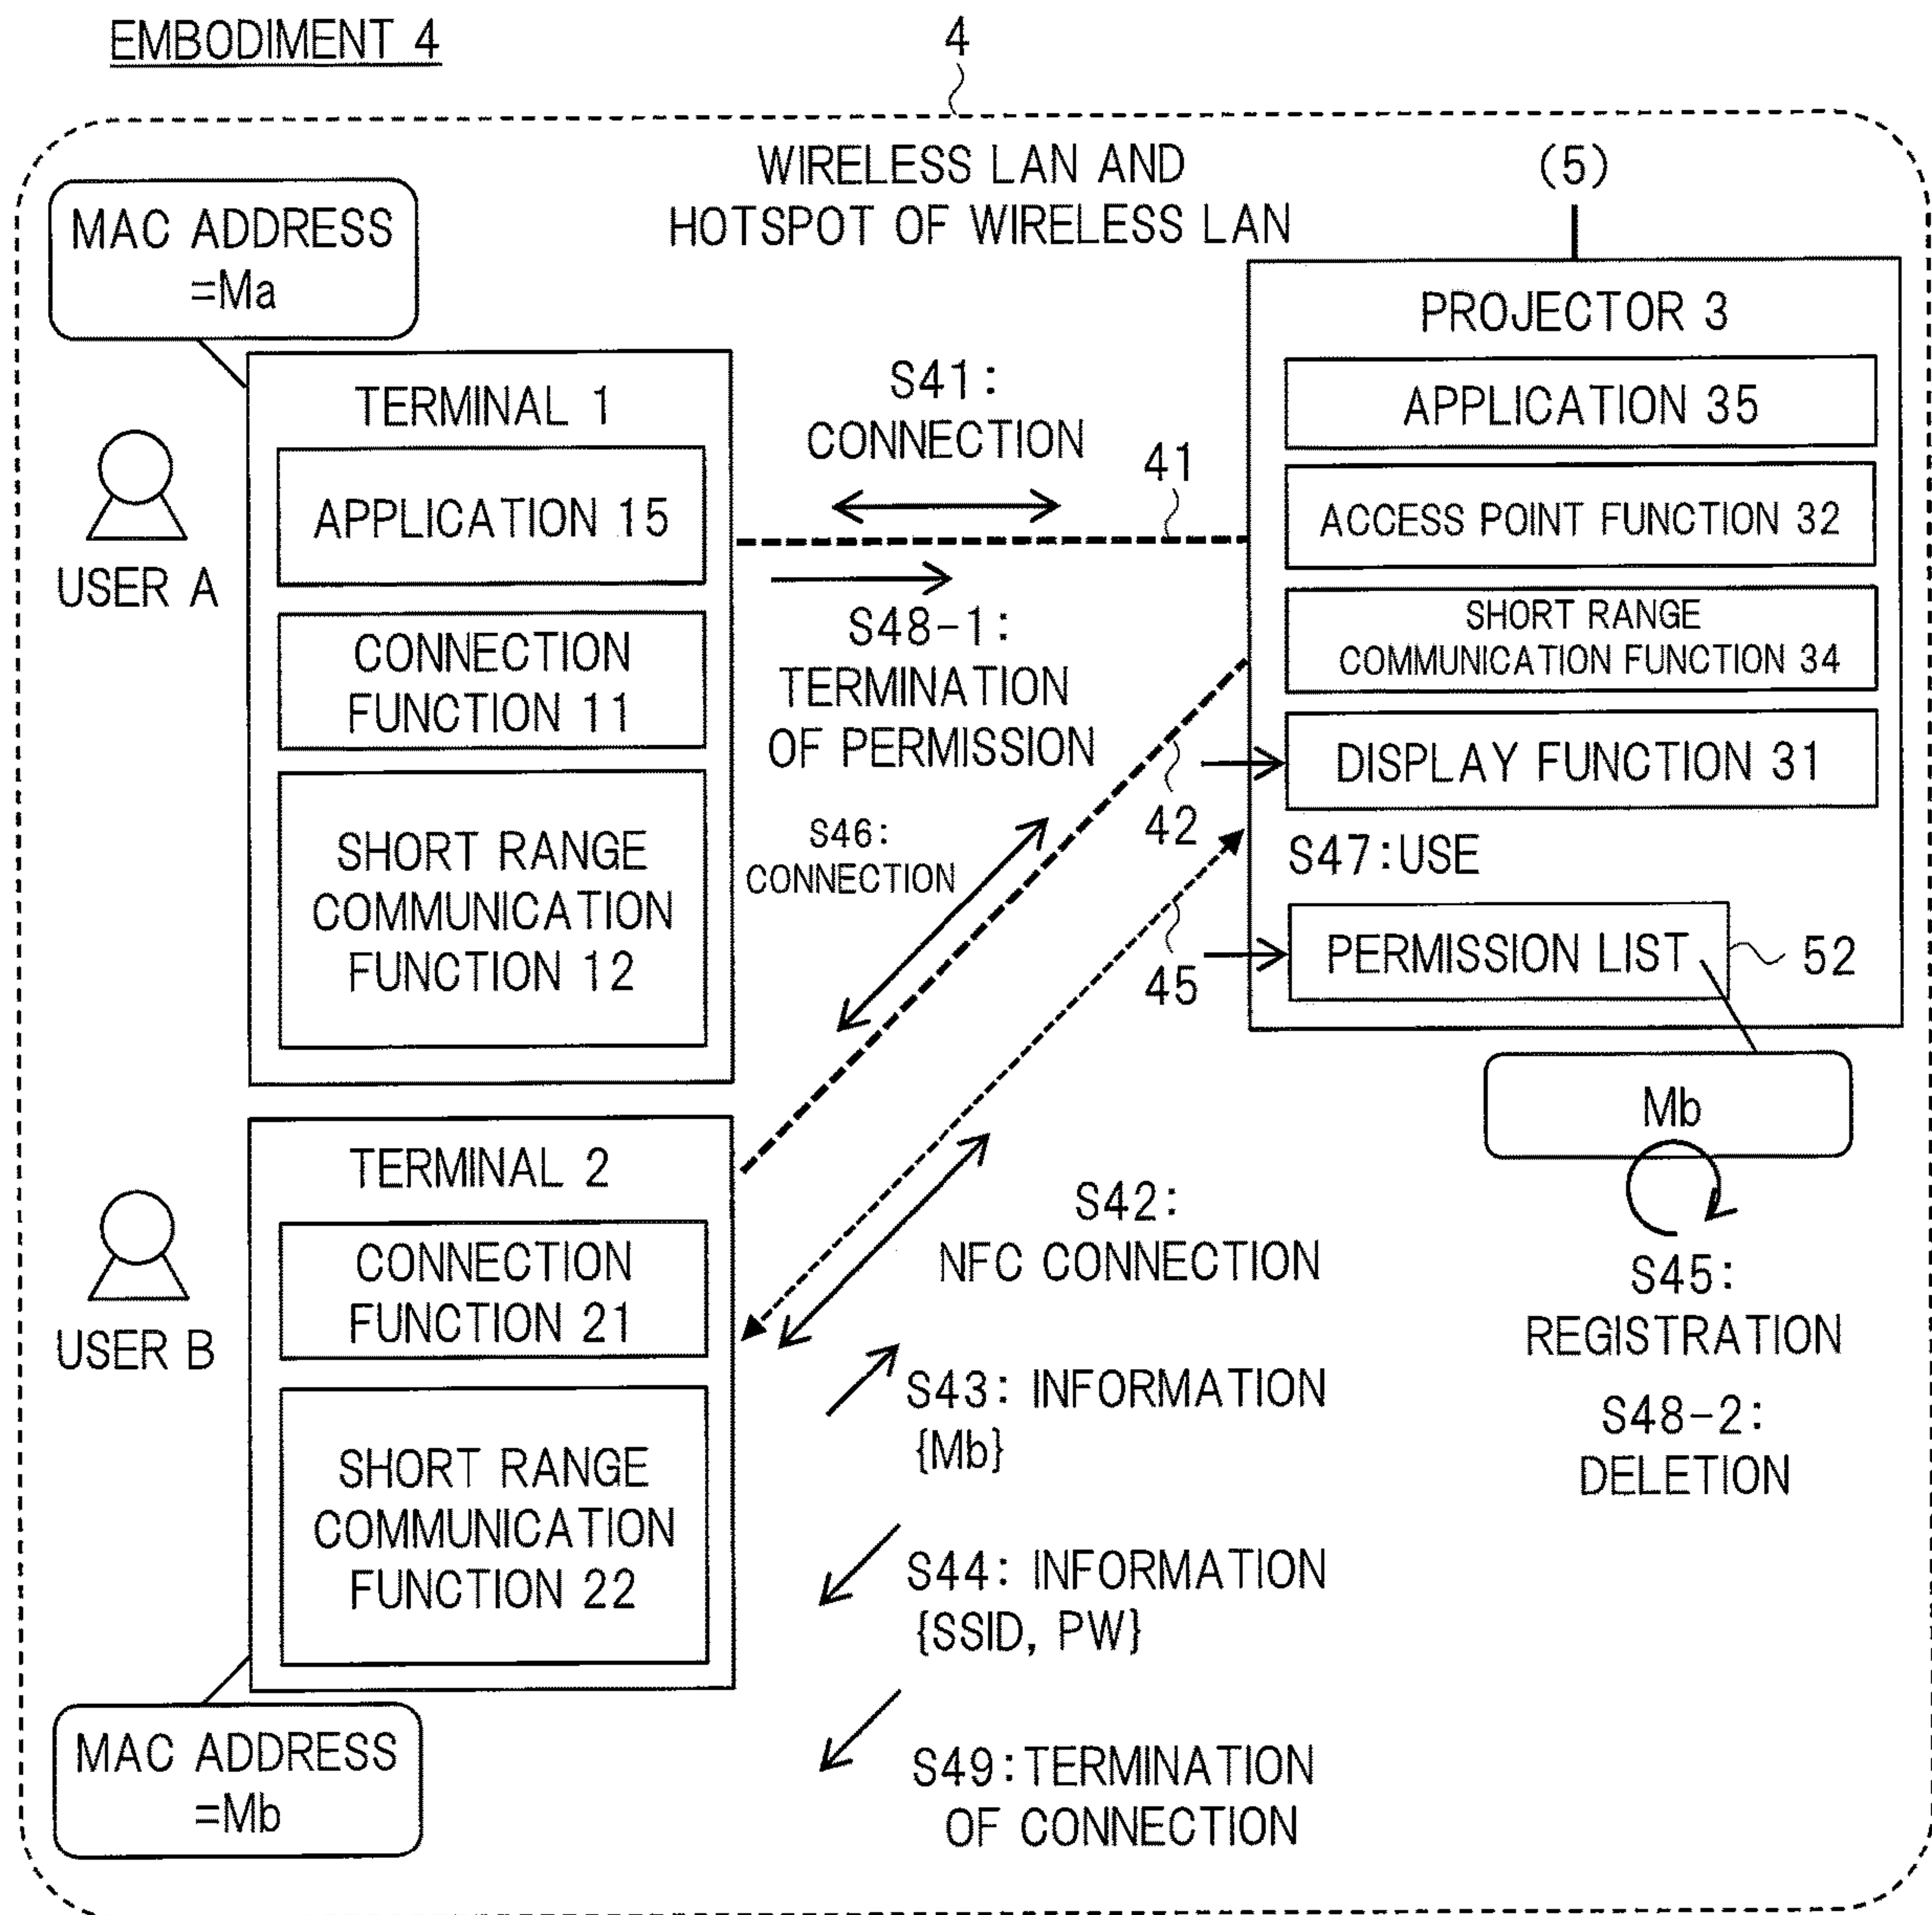 EMBODIMENT 4
4
WIRELESS LAN AND
HOTSPOT OF WIRELESS LAN
(5)
MAC ADDRESS
=Ma
USER A
TERMINAL 1
APPLICATION 15
CONNECTION
FUNCTION 11
SHORT RANGE
COMMUNICATION
FUNCTION 12
S41:
CONNECTION
41
S48-1:
TERMINATION
OF PERMISSION
S46:
CONNECTION
42
45
PROJECTOR 3
APPLICATION 35
ACCESS POINT FUNCTION 32
SHORT RANGE
COMMUNICATION FUNCTION 34
DISPLAY FUNCTION 31
S47:USE
PERMISSION LIST
52
Mb
S45:
REGISTRATION
S48-2:
DELETION
USER B
TERMINAL 2
CONNECTION
FUNCTION 21
SHORT RANGE
COMMUNICATION
FUNCTION 22
MAC ADDRESS
=Mb
S42:
NFC CONNECTION
S43: INFORMATION
{Mb}
S44: INFORMATION
{SSID, PW}
S49:TERMINATION
OF CONNECTION